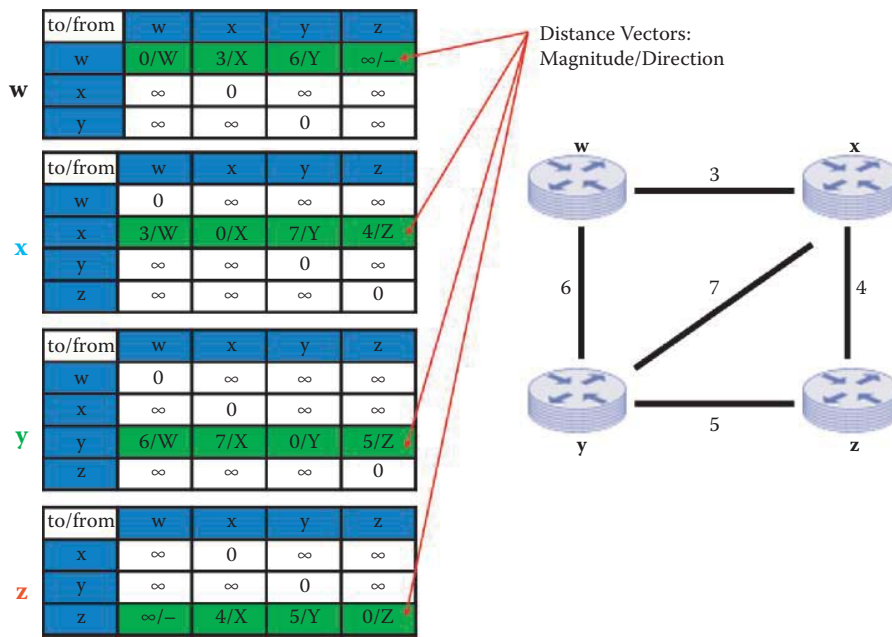 to/from w x y z
w 0/W 3/X 6/Y ∞/–
x ∞ 0 ∞ ∞
y ∞ ∞ 0 ∞
w
to/from w x y z
w 0 ∞ ∞ ∞
x 3/W 0/X 7/Y 4/Z
y ∞ ∞ 0 ∞
z ∞ ∞ ∞ 0
x
to/from w x y z
w 0 ∞ ∞ ∞
x ∞ 0 ∞ ∞
y 6/W 7/X 0/Y 5/Z
z ∞ ∞ ∞ 0
y
to/from w x y z
x ∞ 0 ∞ ∞
y ∞ ∞ 0 ∞
z ∞/– 4/X 5/Y 0/Z
z
Distance Vectors:
Magnitude/Direction
w x
3
6 7 4
5
y z